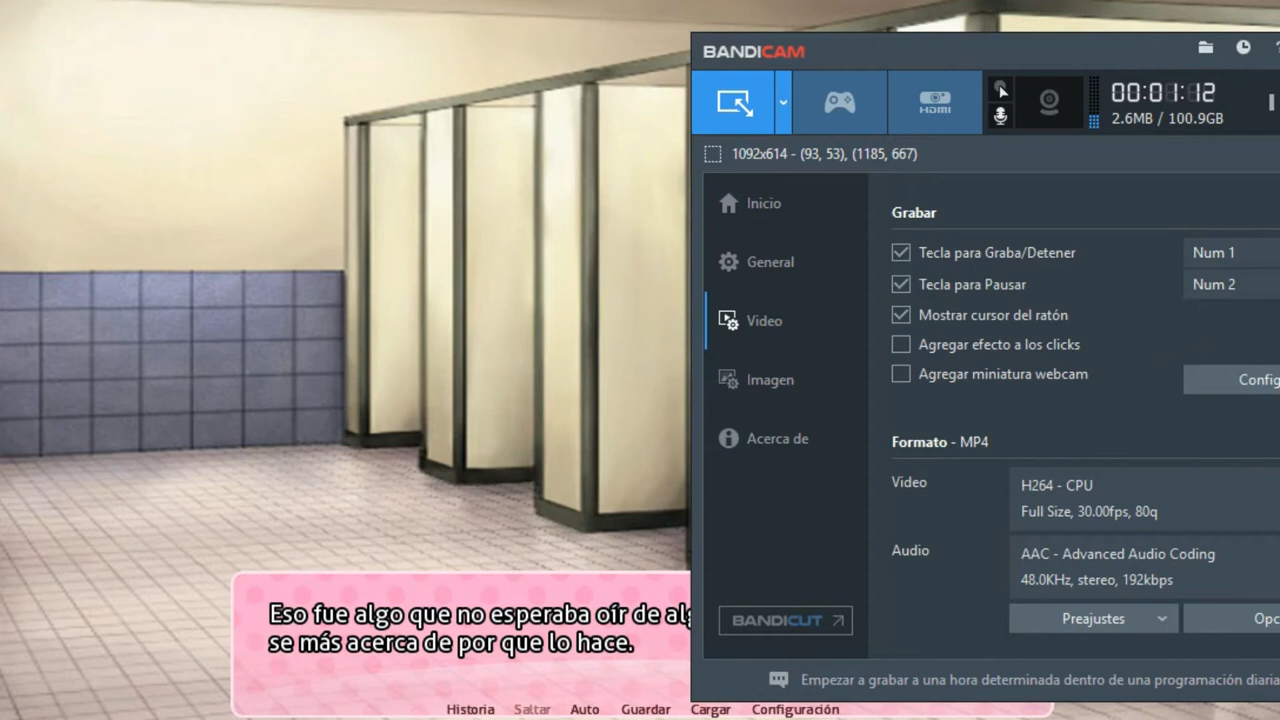 BANDICAM
HDMI
00:01:12
2.6MB / 100.9GB
1092x614 - (93, 53), (1185, 667)
Inicio
General
Video
Imagen
Acerca de
BANDICUT
Grabar
Tecla para Graba/Detener
Num 1
Tecla para Pausar
Num 2
Mostrar cursor del ratón
Agregar efecto a los clicks
Agregar miniatura webcam
Config
Formato - MP4
Video
H264 - CPU
Full Size, 30.00fps, 80q
Audio
AAC - Advanced Audio Coding
48.0KHz, stereo, 192kbps
Preajustes
Opc
Empezar a grabar a una hora determinada dentro de una programación diaria
Eso fue algo que no esperaba oír de alg
se más acerca de por que lo hace.
Historia Saltar Auto Guardar Cargar Configuración